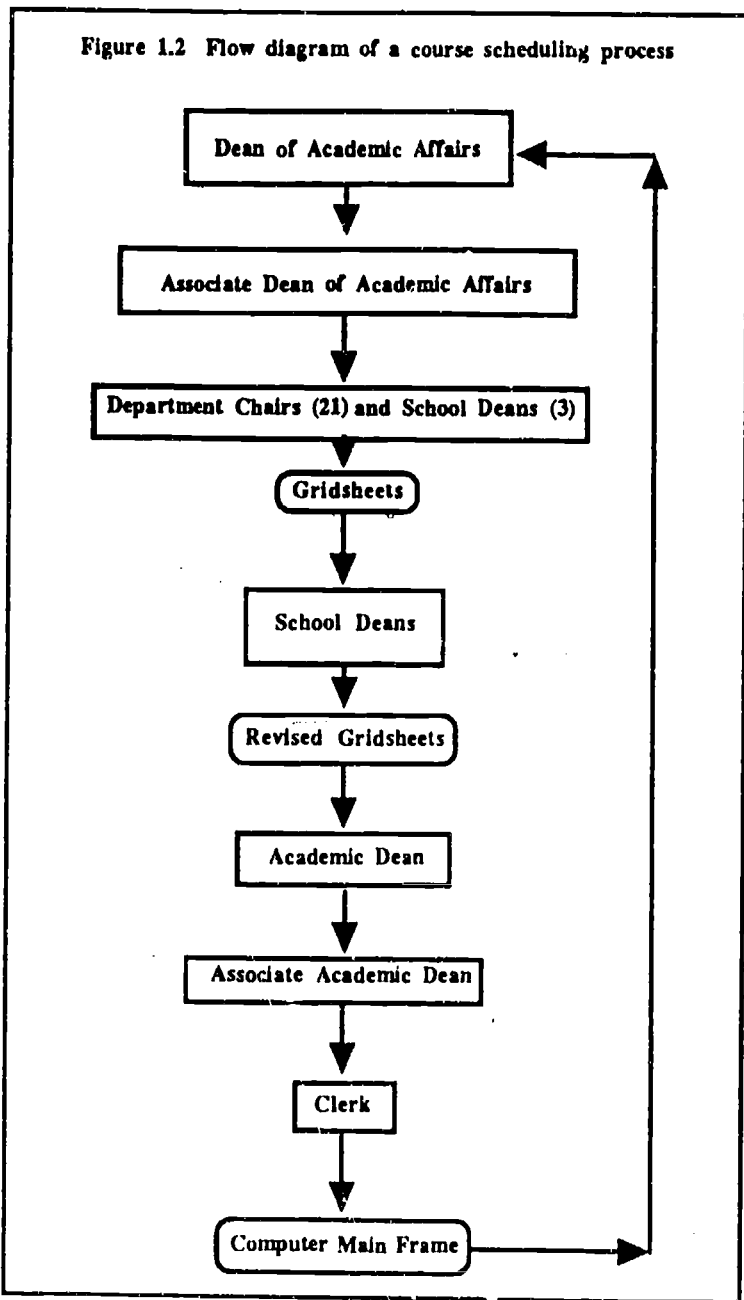 Figure 1.2 Flow diagram of a course scheduling process
Dean of Academic Affairs
Associate Dean of Academic Affairs
Department Chairs (21) and School Deans (3)
Gridsheets
School Deans
Revised Gridsheets
Academic Dean
Associate Academic Dean
Clerk
Computer Main Frame